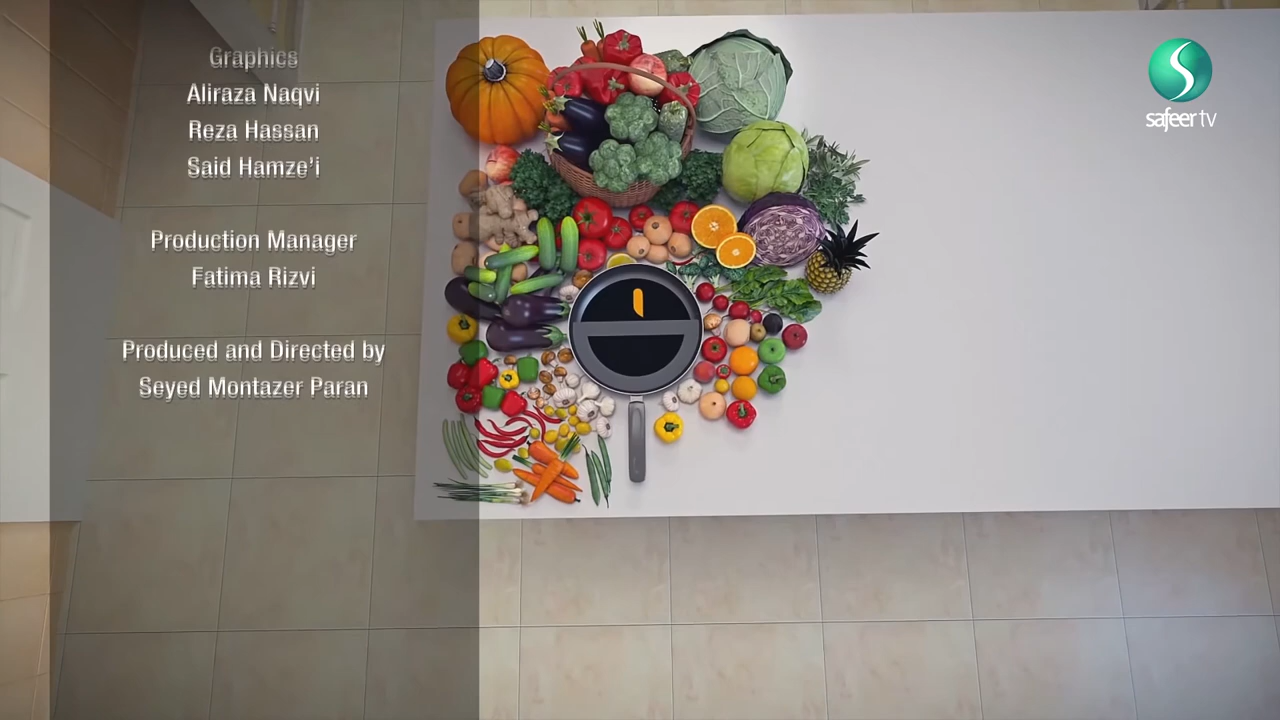 Graphics
Aliraza Naqvi
Reza Hassan
Said Hamze'i
Production Manager
Fatima Rizvi
Produced and Directed by
Seyed Montazer Paran
safeer tv